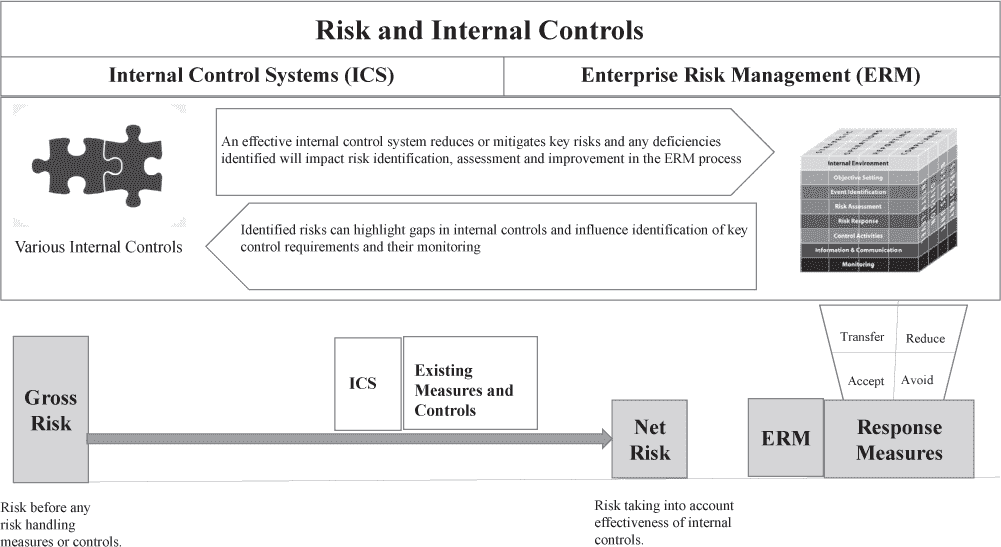 Risk and Internal Controls
Internal Control Systems (ICS)
Enterprise Risk Management (ERM)
An effective internal control system reduces or mitigates key risks and any deficiencies
identified will impact risk identification, assessment and improvement in the ERM process
Identified risks can highlight gaps in internal controls and influence identification of key
control requirements and their monitoring
Various Internal Controls
Internal Environment
Objective Setting
Event Identification
Risk Assessment
Risk Response
Control Activities
Information & Communication
Monitoring
Transfer
Reduce
Accept
Avoid
Gross
Risk
ICS
Existing
Measures and
Controls
Net
Risk
ERM
Response
Measures
Risk before any
risk handling
measures or controls.
Risk taking into account
effectiveness of internal
controls.